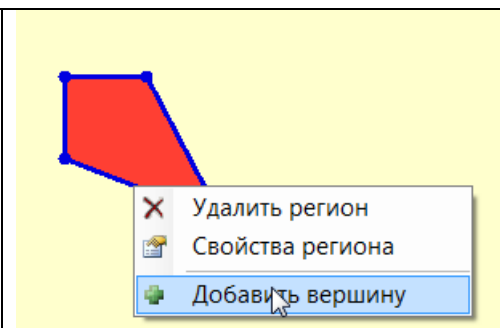 Удалить регион
Свойства региона
Добавить вершину